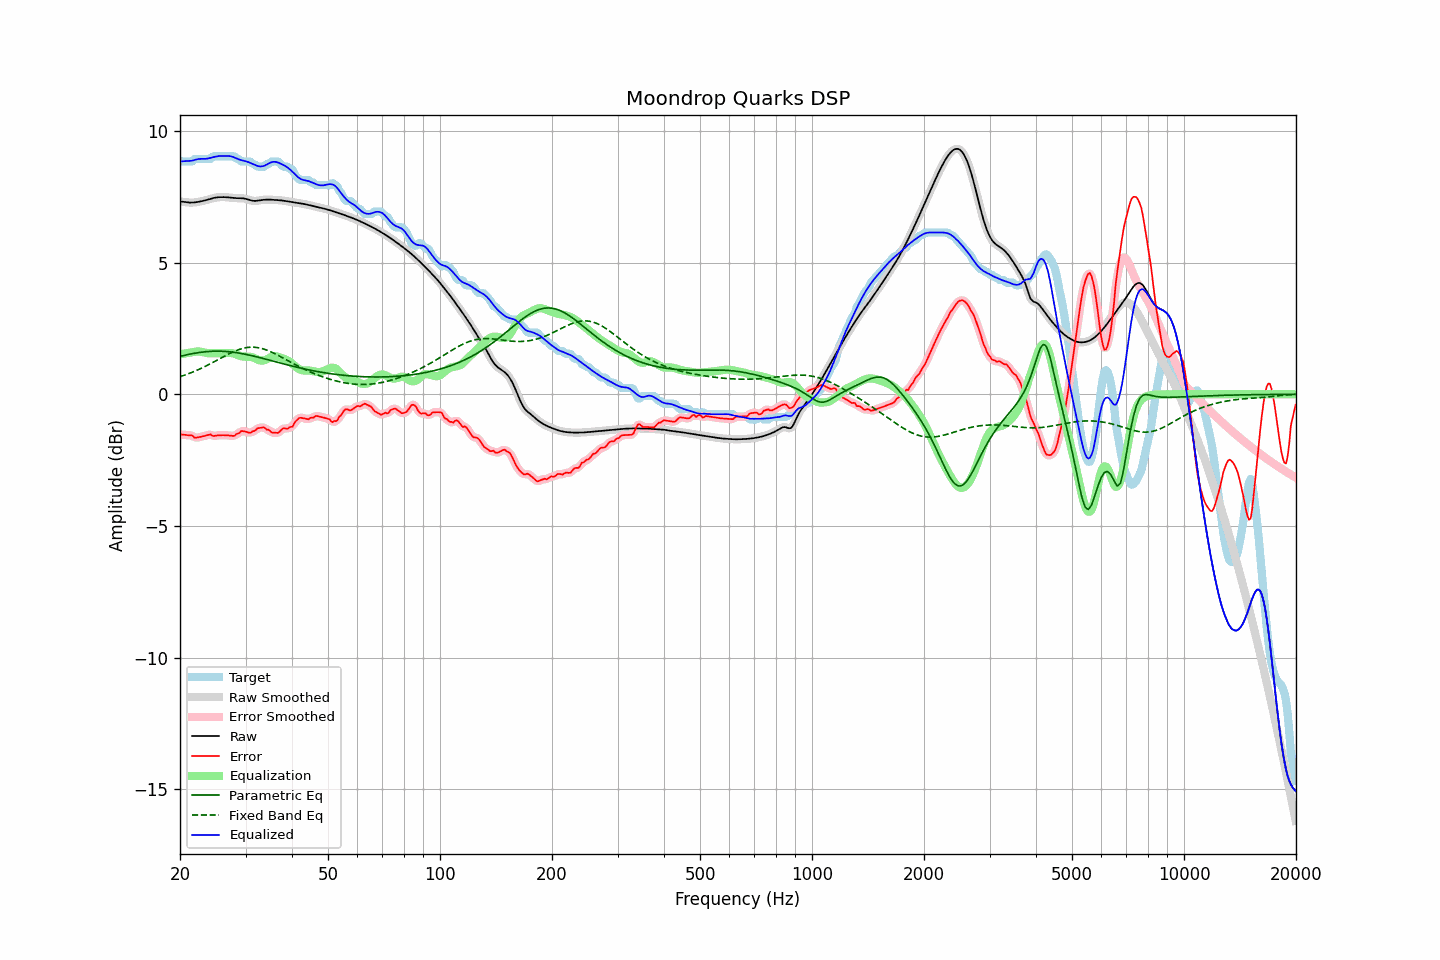 Moondrop Quarks DSP
10
5
0
−5
−10
−15
Amplitude (dBr)
Target
Raw Smoothed
Error Smoothed
Raw
Error
Equalization
Parametric Eq
Fixed Band Eq
Equalized
20 50 100 200 500 1000 2000 5000 10000 20000
Frequency (Hz)